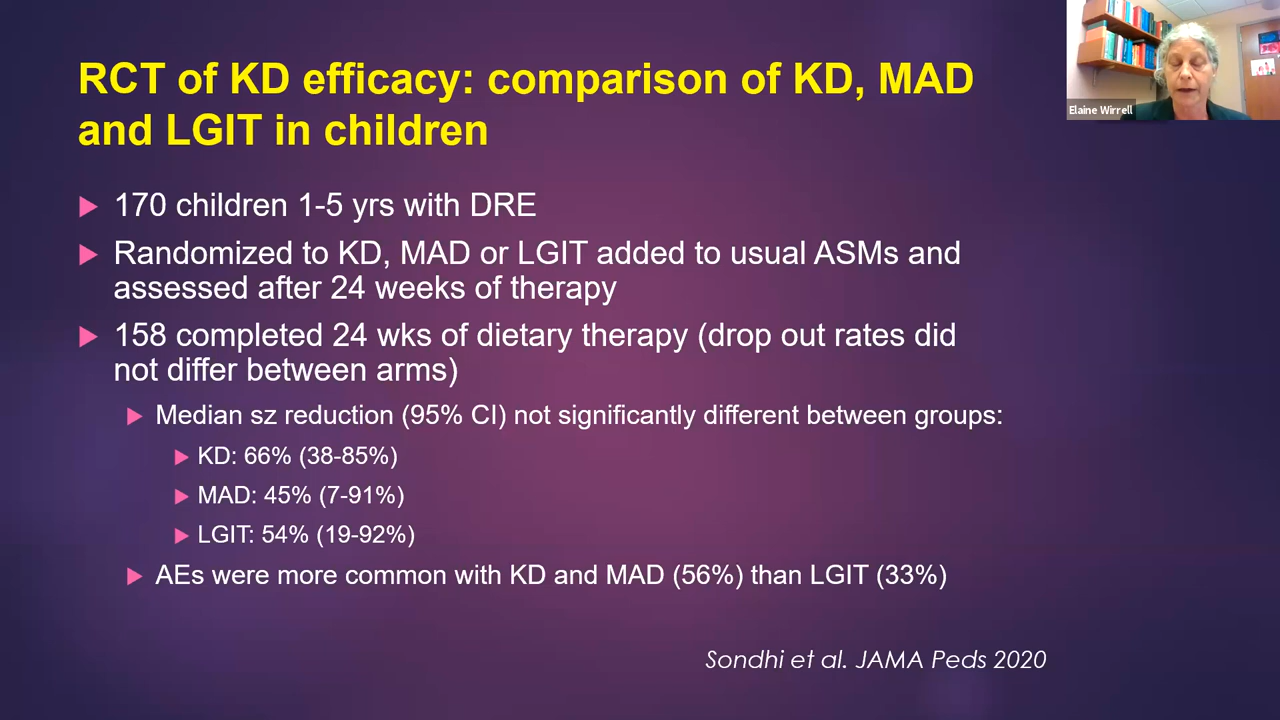 RCT of KD efficacy: comparison of KD, MAD
and LGIT in children
170 children 1-5 yrs with DRE
Randomized to KD, MAD or LGIT added to usual ASMs and
assessed after 24 weeks of therapy
158 completed 24 wks of dietary therapy (drop out rates did
not differ between arms)
Median sz reduction (95% CI) not significantly different between groups:
KD: 66% (38-85%)
MAD: 45% (7-91%)
LGIT: 54% (19-92%)
AEs were more common with KD and MAD (56%) than LGIT (33%)
Sondhi et al. JAMA Peds 2020
Elaine Wirrell